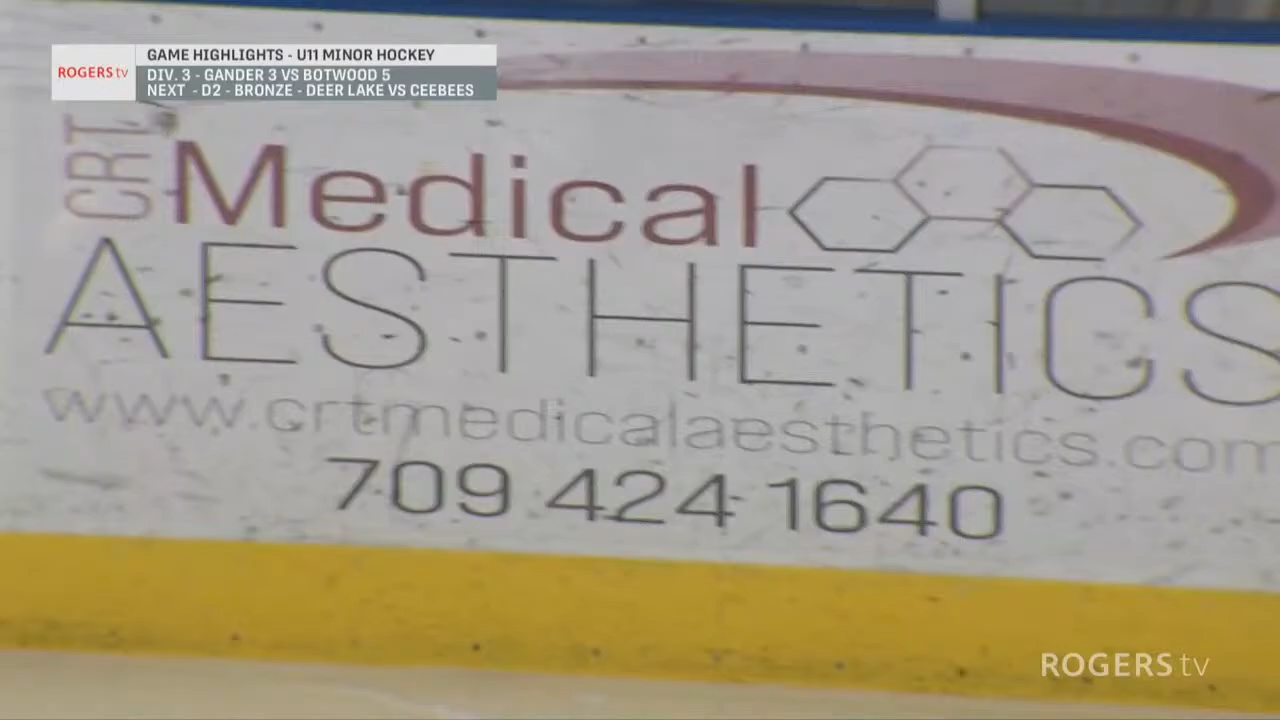 ROGERS tv
GAME HIGHLIGHTS - U11 MINOR HOCKEY
DIV. 3 - GANDER 3 VS BOTWOOD 5
NEXT - D2 - BRONZE - DEER LAKE VS CEEBEES
CRT Medical
AESTHETICS
www.crtmedicalaesthetics.com
709 424 1640
ROGERS tv